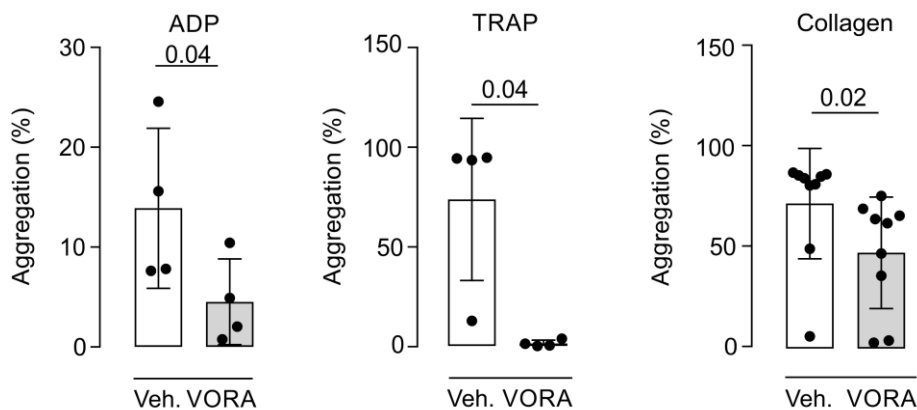 ADP
30
0.04
20
10
0
Aggregation (%)
Veh. VORA
TRAP
150
0.04
100
50
0
Aggregation (%)
Veh. VORA
Collagen
150
0.02
100
50
0
Aggregation (%)
Veh. VORA